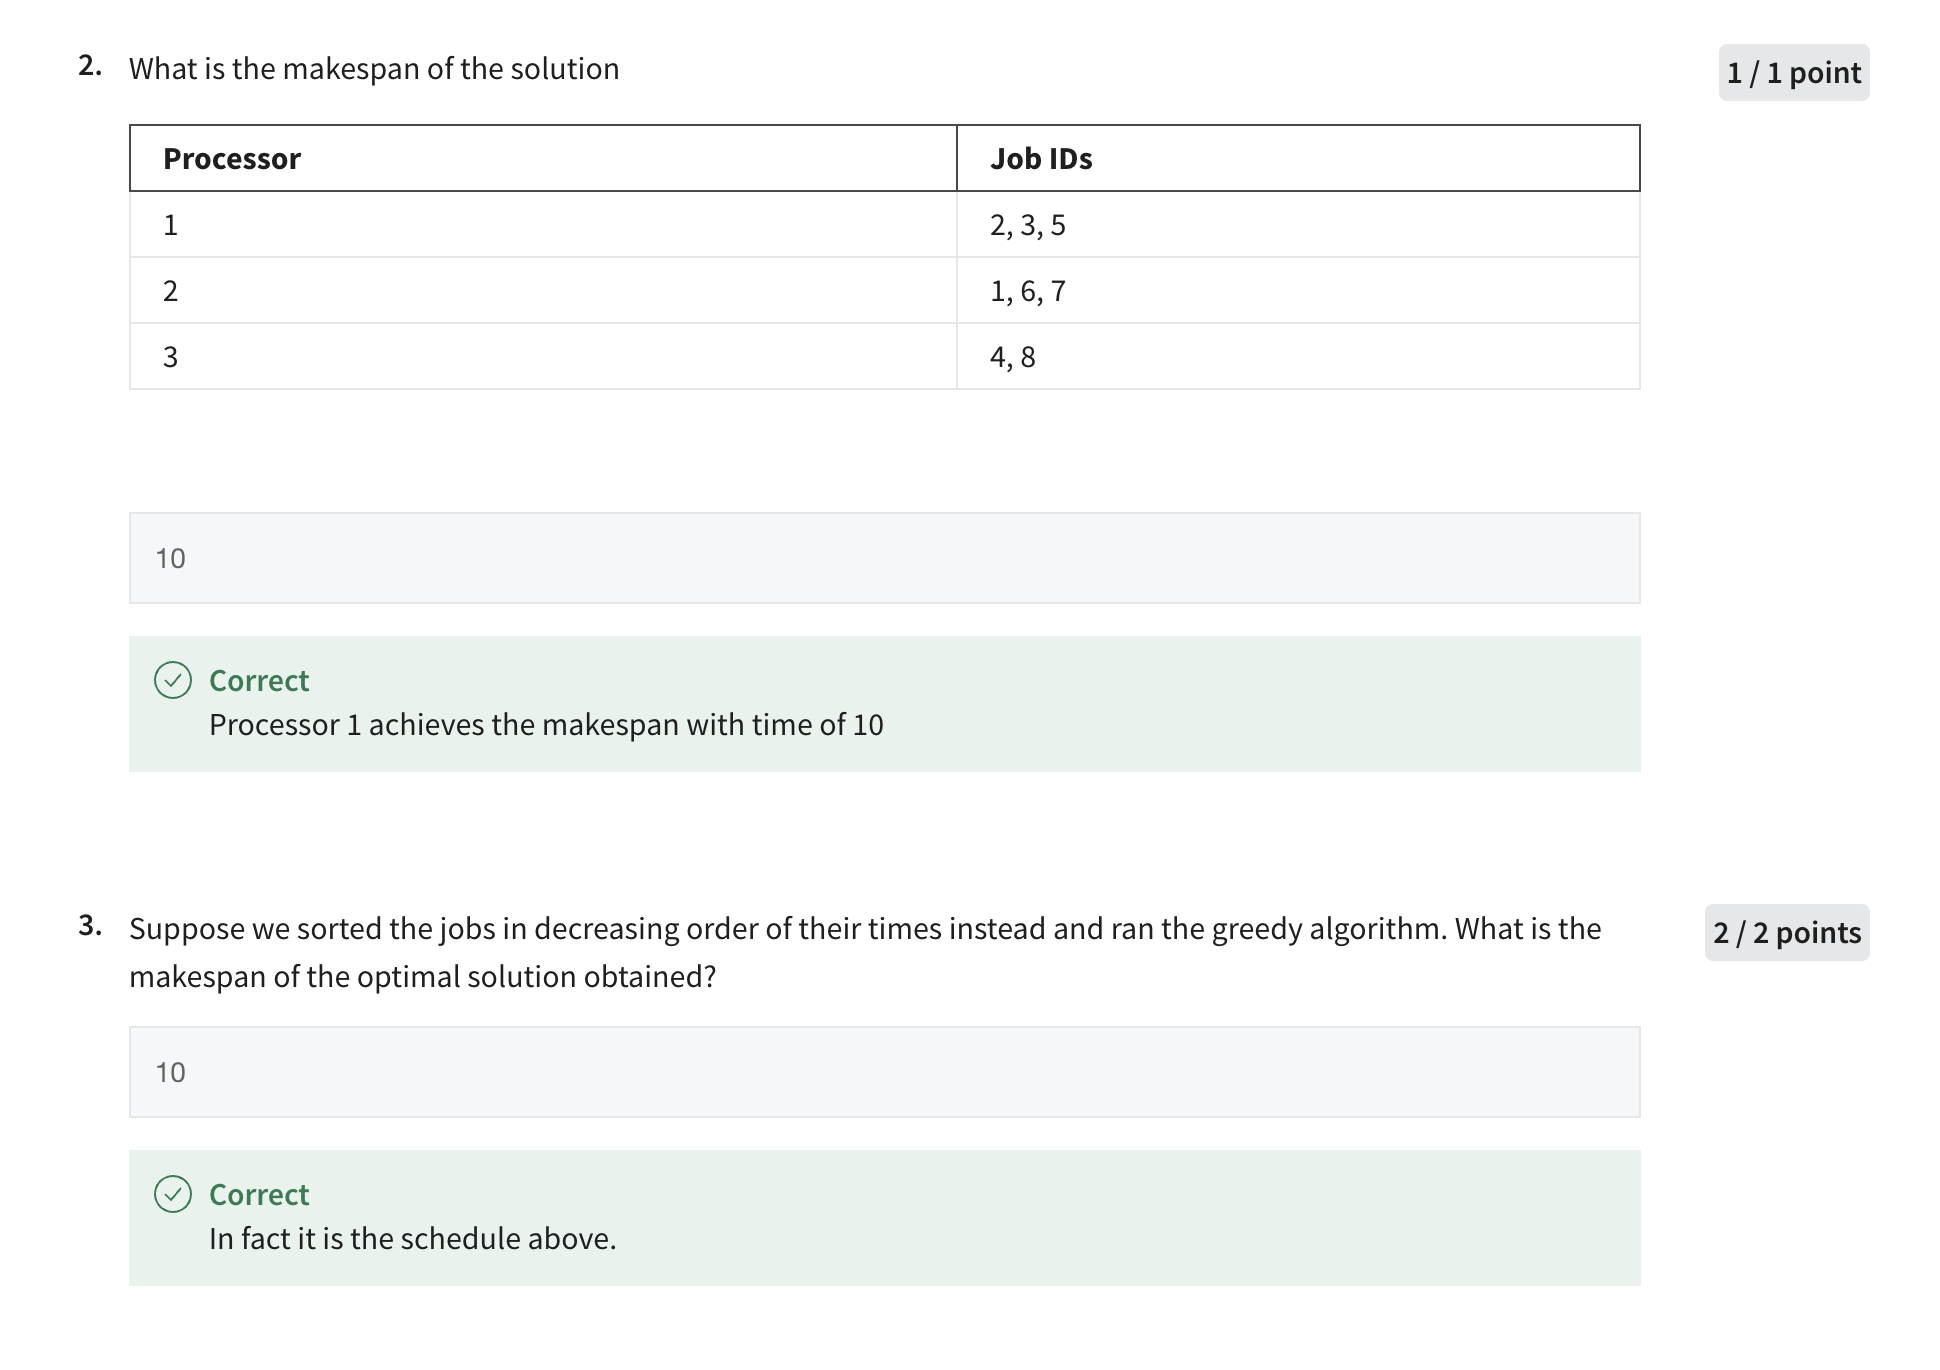 2. What is the makespan of the solution
1 / 1 point
Processor Job IDs
1 2, 3, 5
2 1, 6, 7
3 4, 8
10
Correct
Processor 1 achieves the makespan with time of 10
3. Suppose we sorted the jobs in decreasing order of their times instead and ran the greedy algorithm. What is the
makespan of the optimal solution obtained?
2 / 2 points
10
Correct
In fact it is the schedule above.